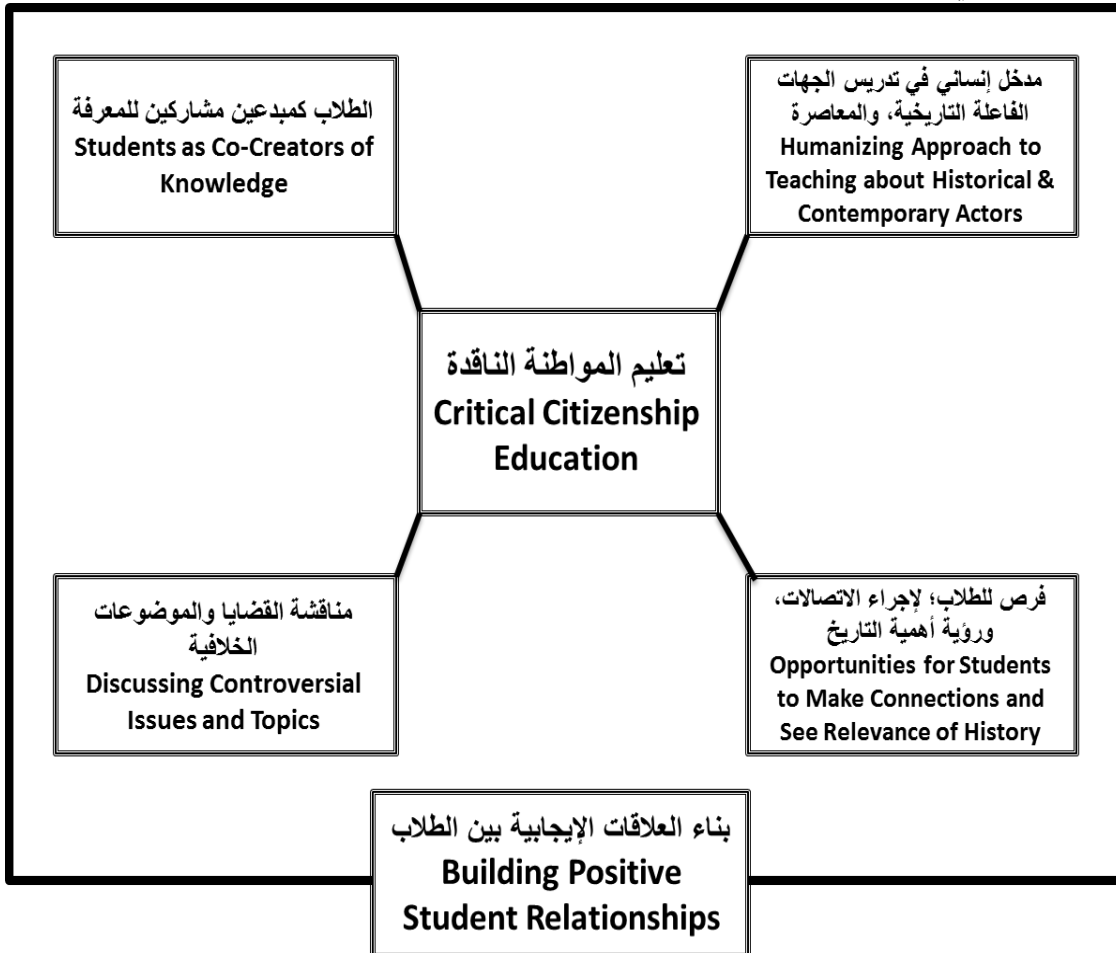 الطلاب كمبدعين مشاركين للمعرفة
Students as Co-Creators of
Knowledge
مدخل إنساني في تدريس الجهات
الفاعلة التاريخية، والمعاصرة
Humanizing Approach to
Teaching about Historical &
Contemporary Actors
تعليم المواطنة الناقدة
Critical Citizenship
Education
مناقشة القضايا والموضوعات
الخلافية
Discussing Controversial
Issues and Topics
فرص للطلاب؛ لإجراء الاتصالات،
ورؤية أهمية التاريخ
Opportunities for Students
to Make Connections and
See Relevance of History
بناء العلاقات الإيجابية بين الطلاب
Building Positive
Student Relationships